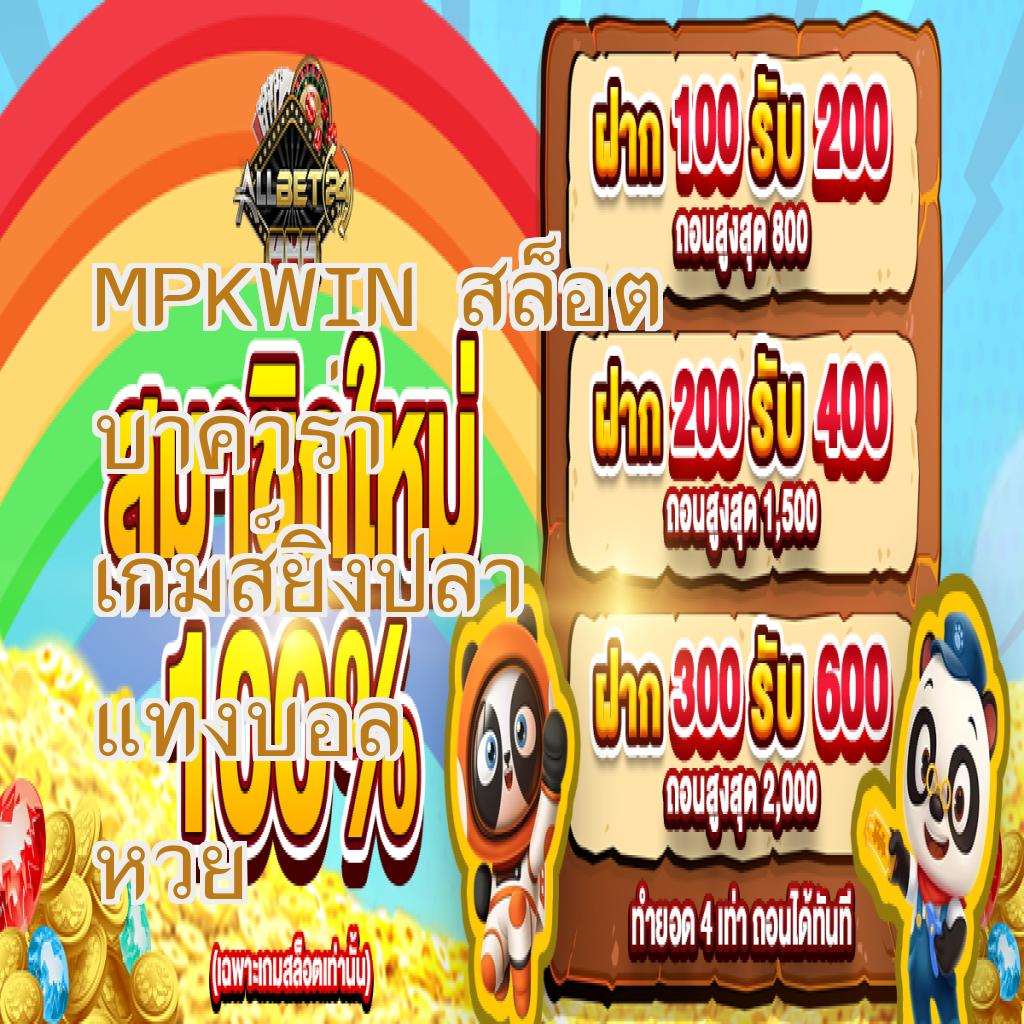 ALLBET24
MPKWIN สล็อต
บาคาร่า
เกมส์ยิงปลา
แทงบอล
หวย
สมาชิกใหม่
100%
(เฉพาะเกมสล็อตเท่านั้น)
ฝาก 100 รับ 200
ถอนสูงสุด 800
ฝาก 200 รับ 400
ถอนสูงสุด 1,500
ฝาก 300 รับ 600
ถอนสูงสุด 2,000
ทำยอด 4 เท่า ถอนได้ทันที